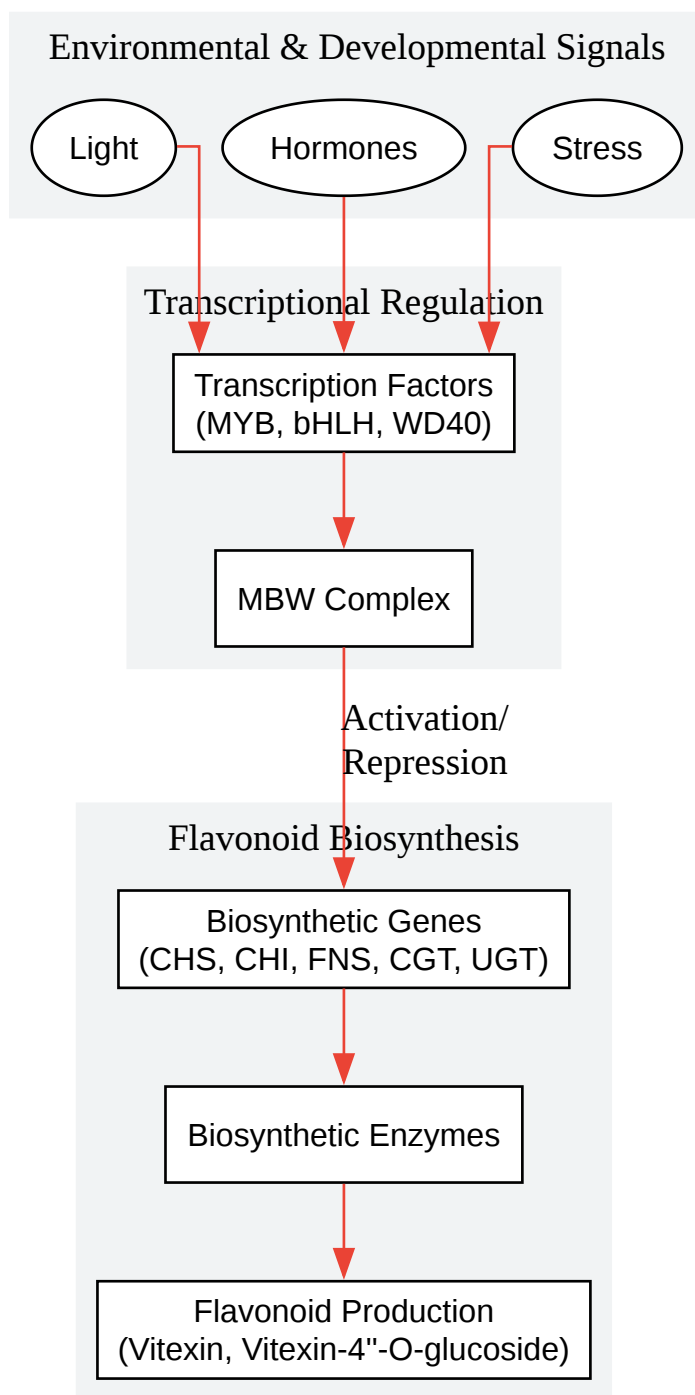 Environmental & Developmental Signals
Light
Hormones
Stress
Transcriptional Regulation
Transcription Factors
(MYB, bHLH, WD40)
MBW Complex
Activation/
Repression
Flavonoid Biosynthesis
Biosynthetic Genes
(CHS, CHI, FNS, CGT, UGT)
Biosynthetic Enzymes
Flavonoid Production
(Vitexin, Vitexin-4"-O-glucoside)